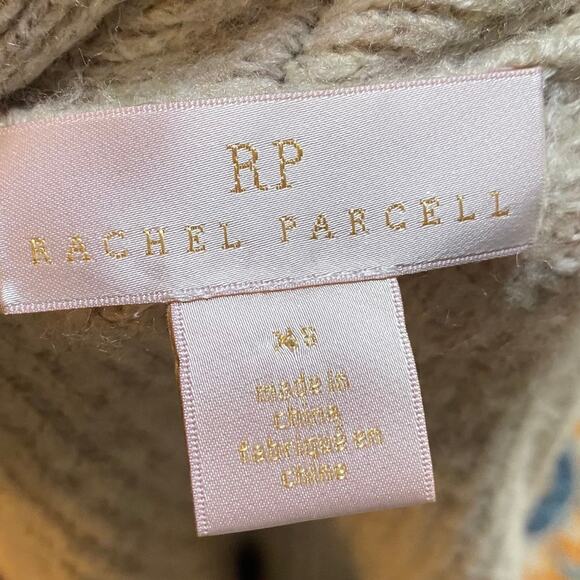 RP
RACHEL PARCELL
XS
made in
china
fabriqué en
chine